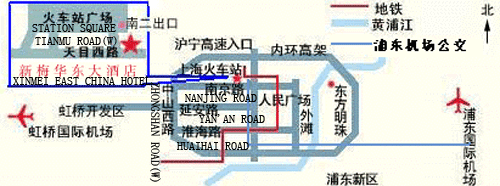 火车站广场
STATION SQUARE
TIANMU ROAD(W)
天目西路
南二出口
新梅华东大酒店
XINMEI EAST CHINA HOTEL
沪宁高速入口
内环高架
地铁
黄浦江
浦东机场公交
北
上海火车站
中山西路
ZHONGSHAN ROAD(W)
南京路
NANJING ROAD
延安路
YAN AN ROAD
淮海路
HUAIHAI ROAD
人民广场
外滩
东方明珠
虹桥开发区
虹桥国际机场
浦东国际机场
浦东新区